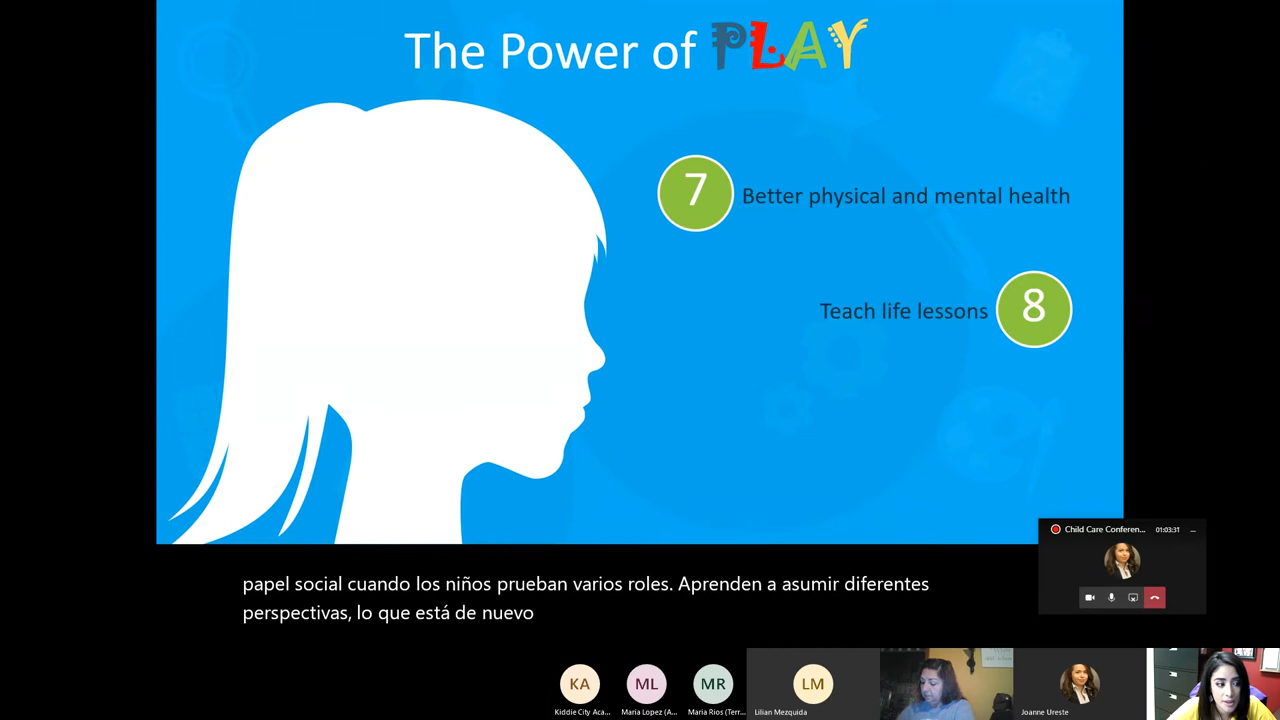 The Power of PLAY
7
Better physical and mental health
Teach life lessons
8
Child Care Conferen...
01:03:31
papel social cuando los niños prueban varios roles. Aprenden a asumir diferentes
perspectivas, lo que está de nuevo
KA
ML
MR
LM
Kiddie City Aca...
Maria Lopez (A...
Maria Rios (Terr...
Lilian Mezquida
Joanne Ureste